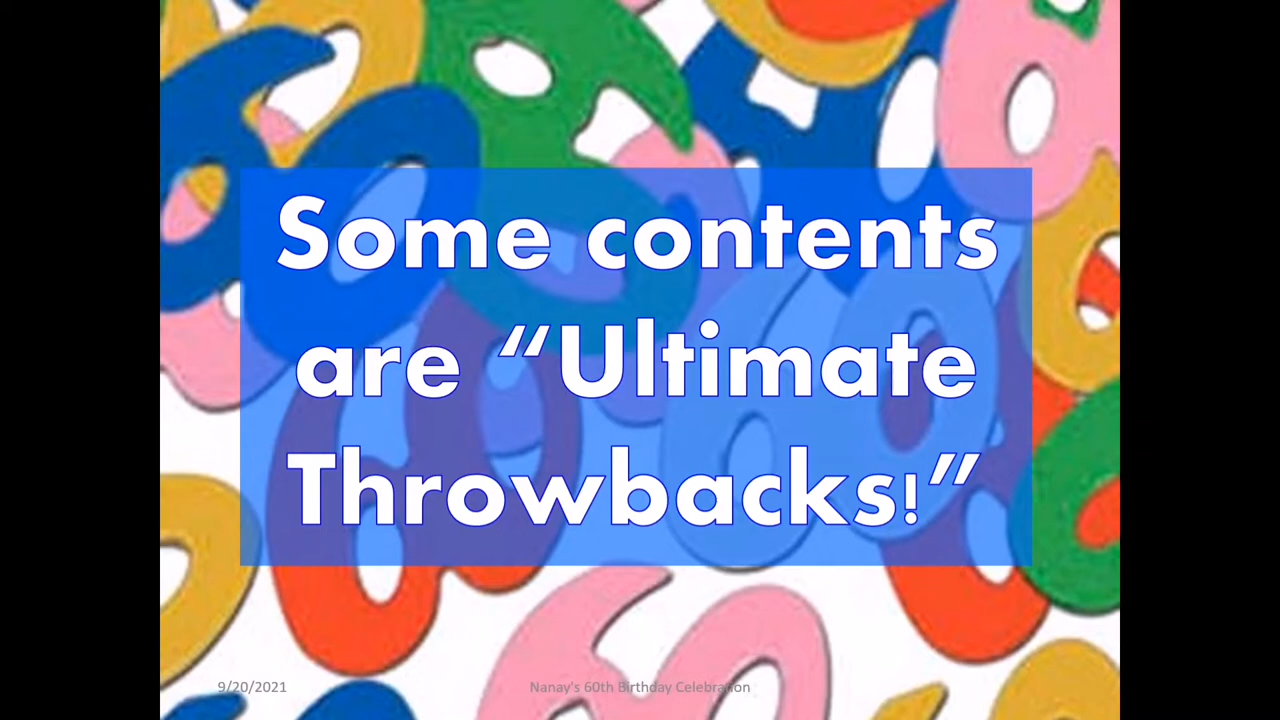 Some contents
are “Ultimate
Throwbacks!”
9/20/2021
Nanay's 60th Birthday Celebration